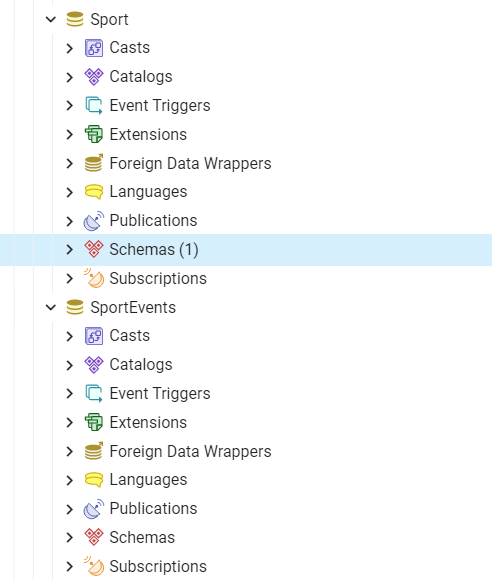 Sport
Casts
Catalogs
Event Triggers
Extensions
Foreign Data Wrappers
Languages
Publications
Schemas (1)
Subscriptions
SportEvents
Casts
Catalogs
Event Triggers
Extensions
Foreign Data Wrappers
Languages
Publications
Schemas
Subscriptions